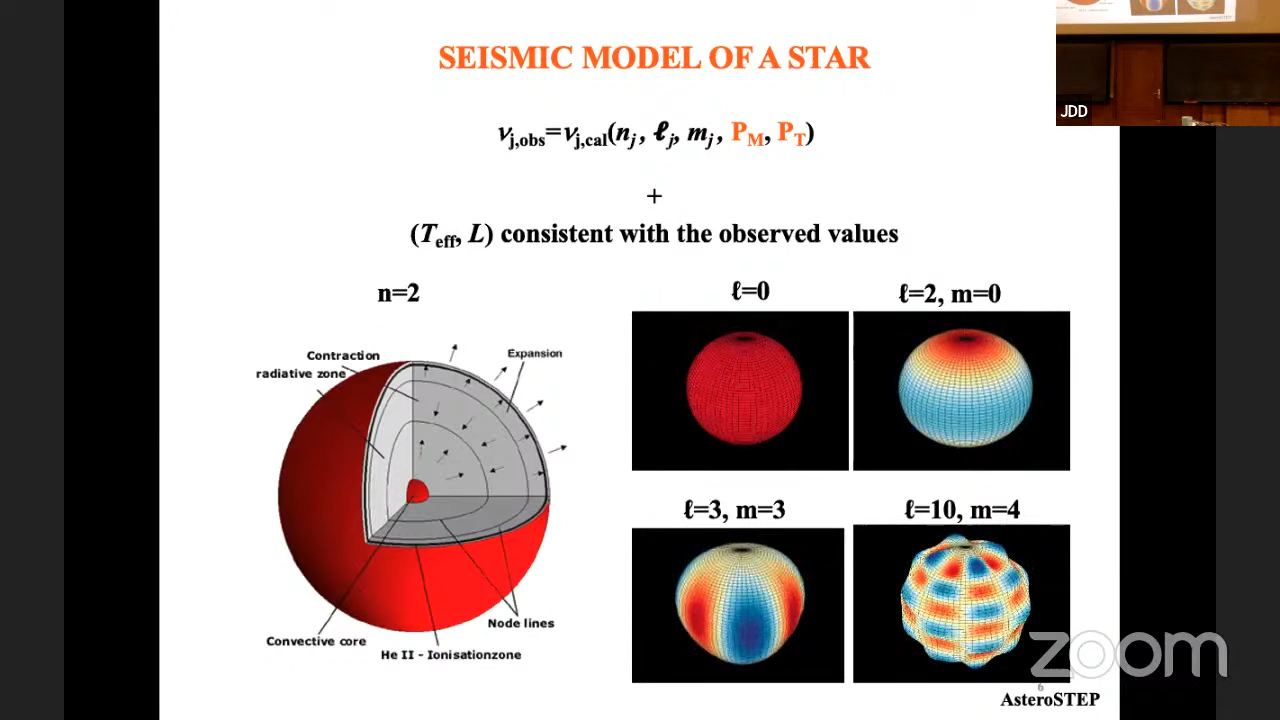 SEISMIC MODEL OF A STAR
JDD
νj,obs=νj,cal(nj, ℓj, mj, PM, PT)
+
(Teff, L) consistent with the observed values
n=2
ℓ=0
ℓ=2, m=0
Contraction
Expansion
radiative zone
ℓ=3, m=3
ℓ=10, m=4
Node lines
Convective core
He II - Ionisationzone
zoom
6
AsteroSTEP